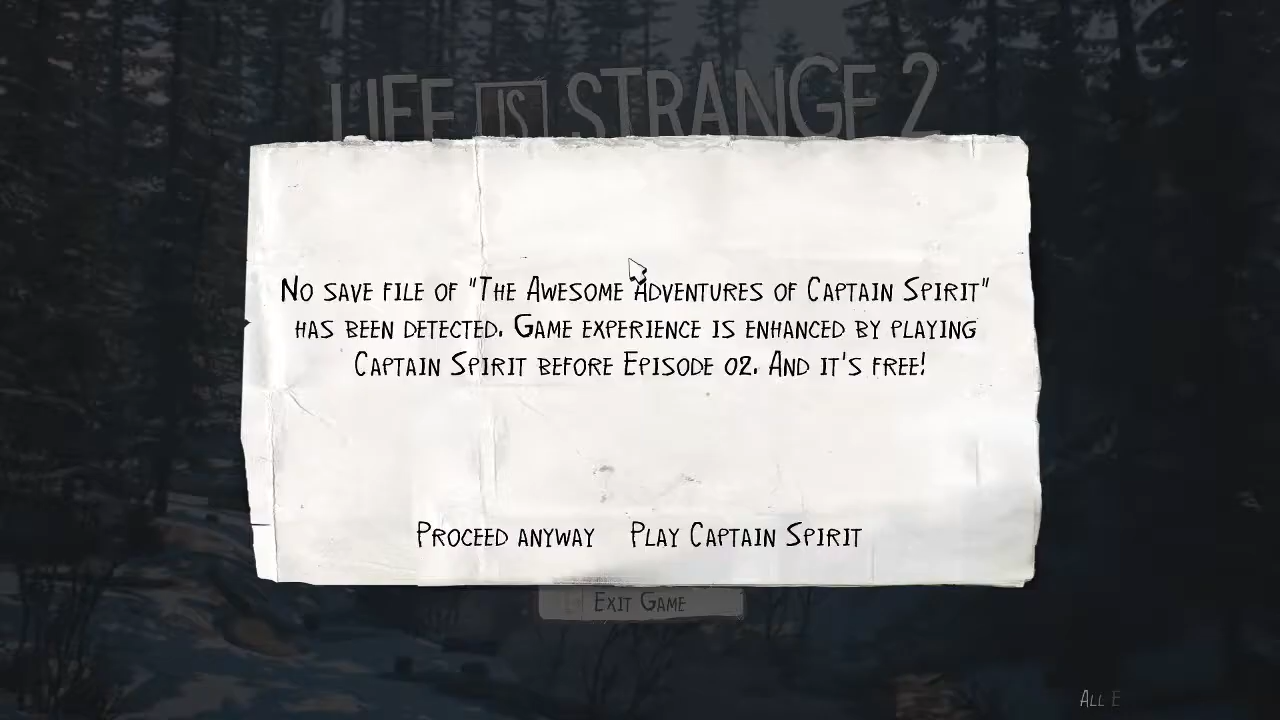 LIFE IS STRANGE 2
No save file of "The Awesome Adventures of Captain Spirit"
has been detected. Game experience is enhanced by playing
Captain Spirit before Episode 02. And it's free!
Proceed anyway Play Captain Spirit
Exit Game
All E